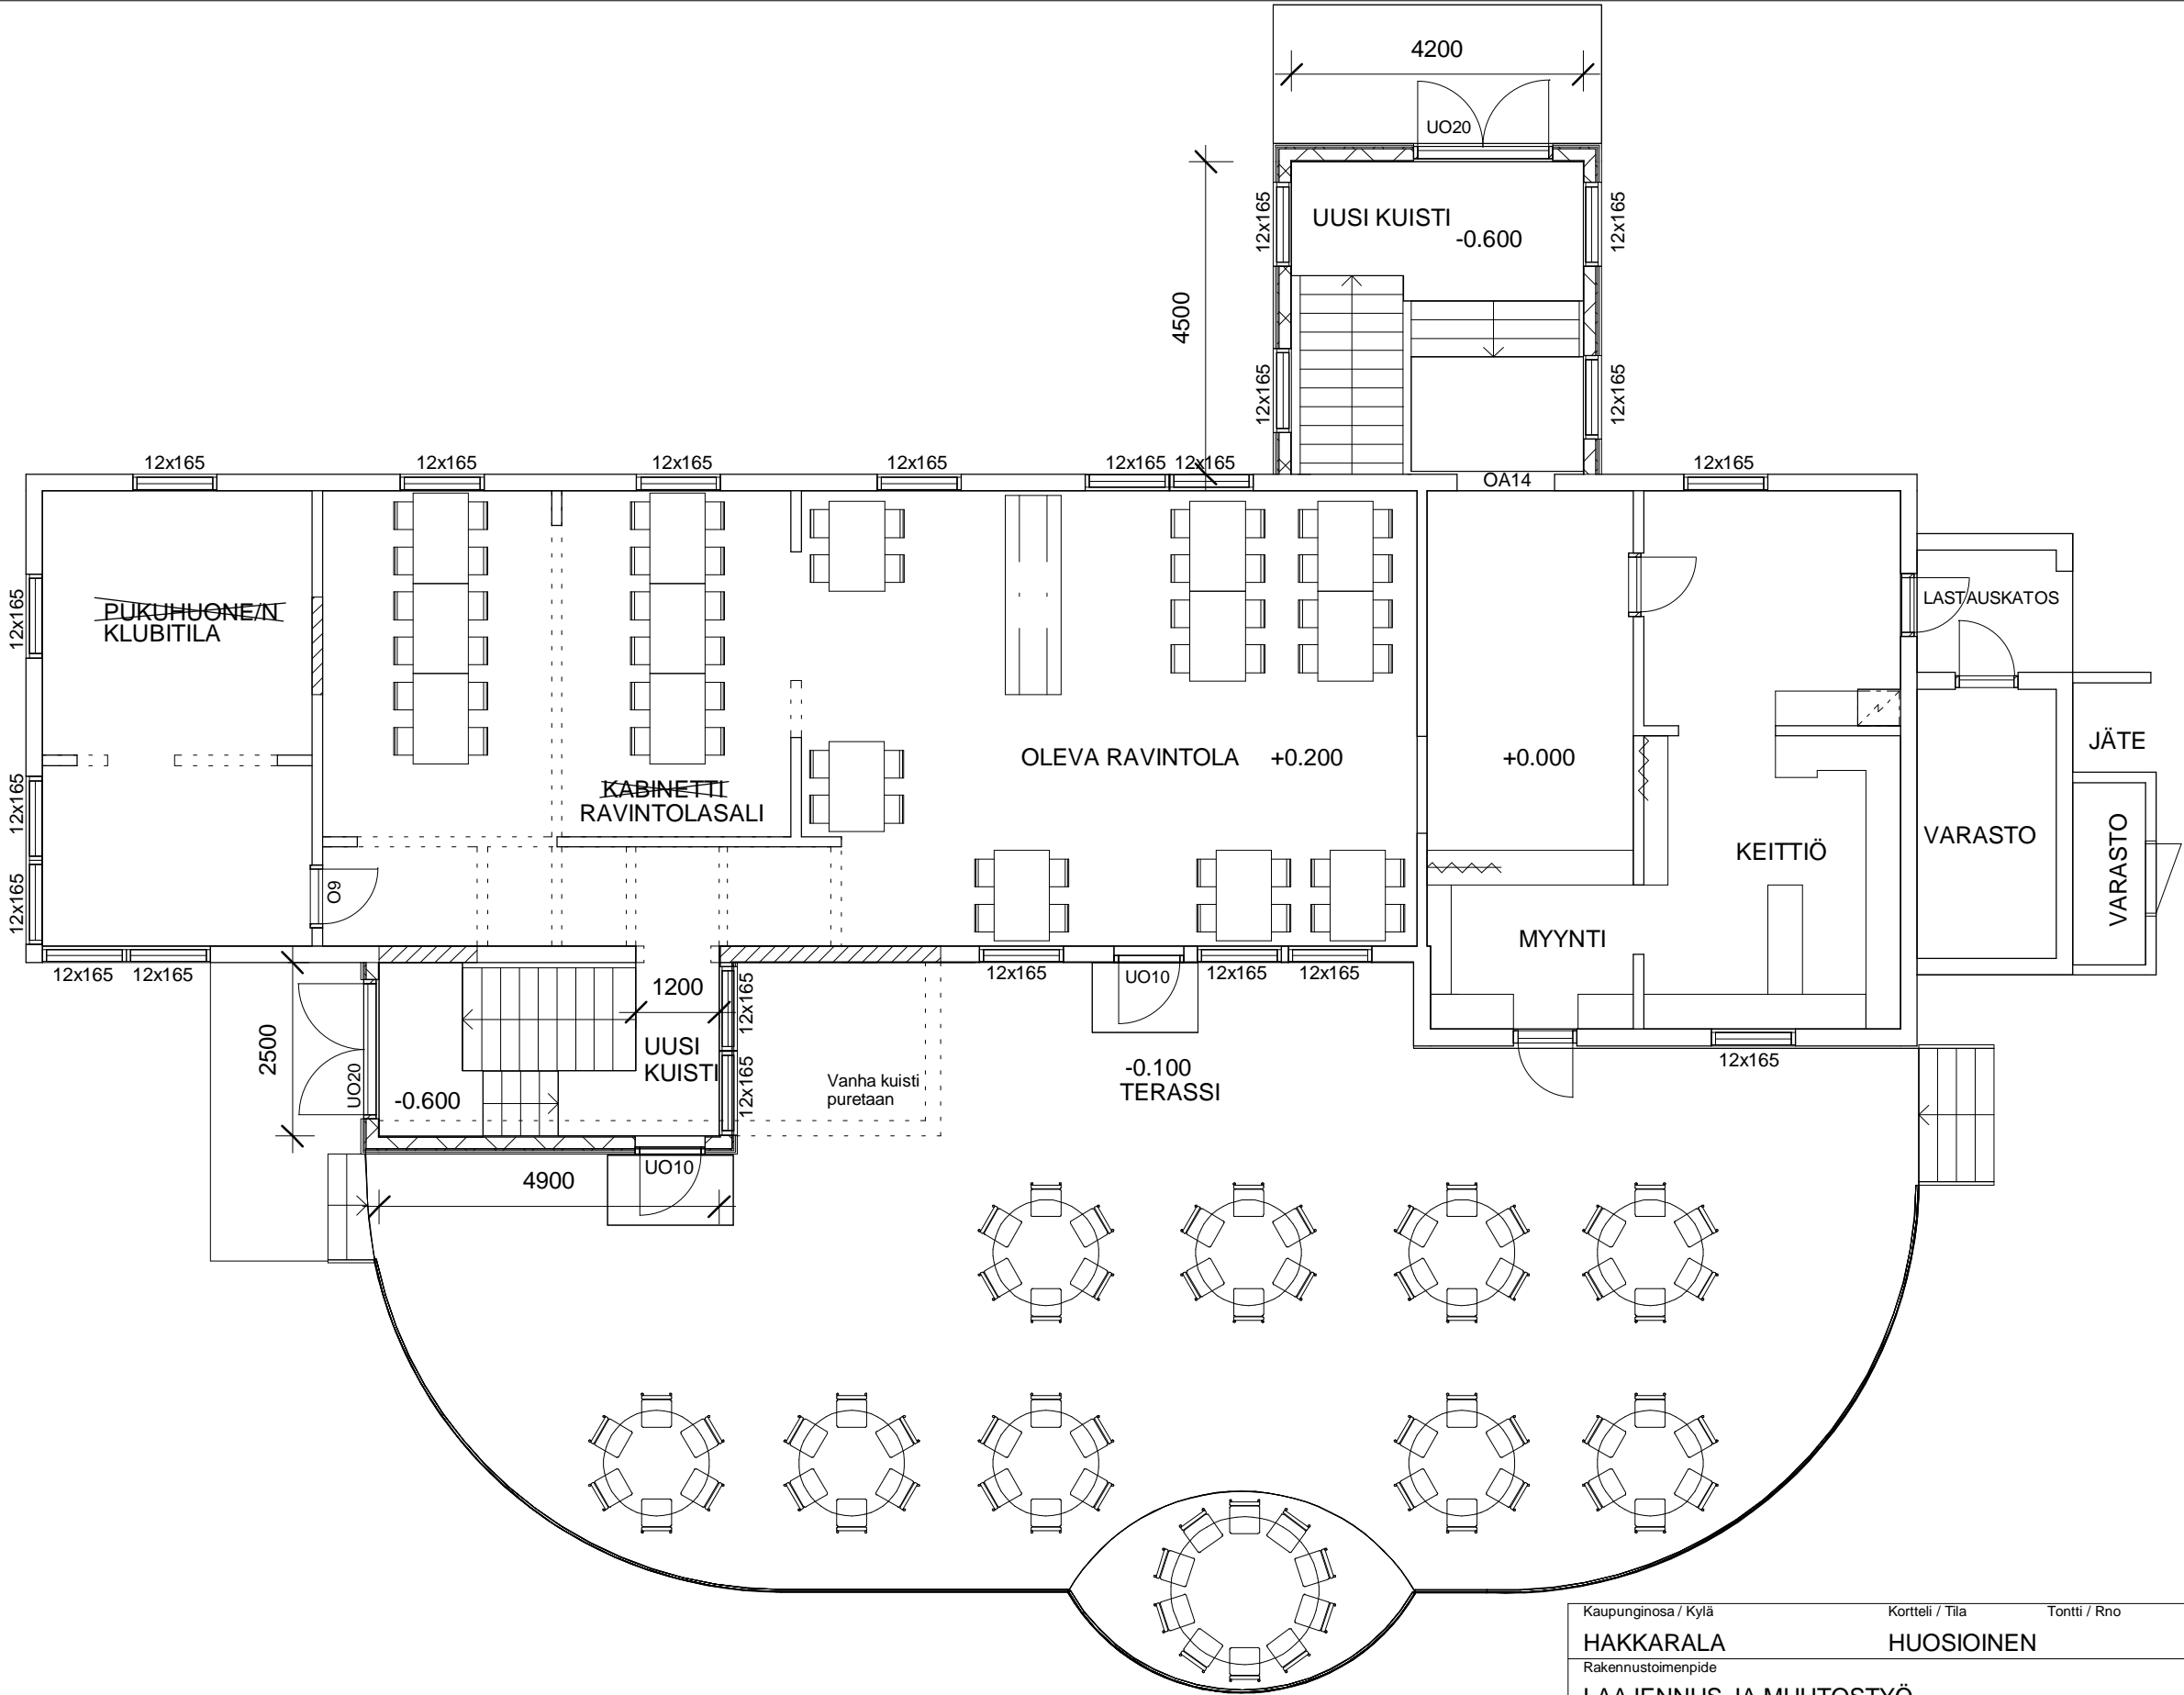 4200
UO20
12x165
UUSI KUISTI
12x165
-0.600
4500
12x165
12x165
12x165
12x165
12x165
12x165
12x165
12x165
OA14
12x165
PUKUHUONE/N
KLUBITILA
12x165
LASTAUSKATOS
OLEVA RAVINTOLA
+0.200
+0.000
JÄTE
KABINETTI
RAVINTOLASALI
12x165
KEITTIÖ
VARASTO
VARASTO
O9
12x165
MYYNTI
12x165
12x165
12x165
UO10
12x165
12x165
1200
12x165
2500
UUSI
KUISTI
UO20
-0.600
12x165
Vanha kuisti
puretaan
-0.100
TERASSI
12x165
UO10
4900
Kaupunginosa / Kylä
Kortteli / Tila
Tontti / Rno
HAKKARALA
HUOSIOINEN
Rakennustoimenpide
LAAJENNUS JA MUUTOSTYÖ